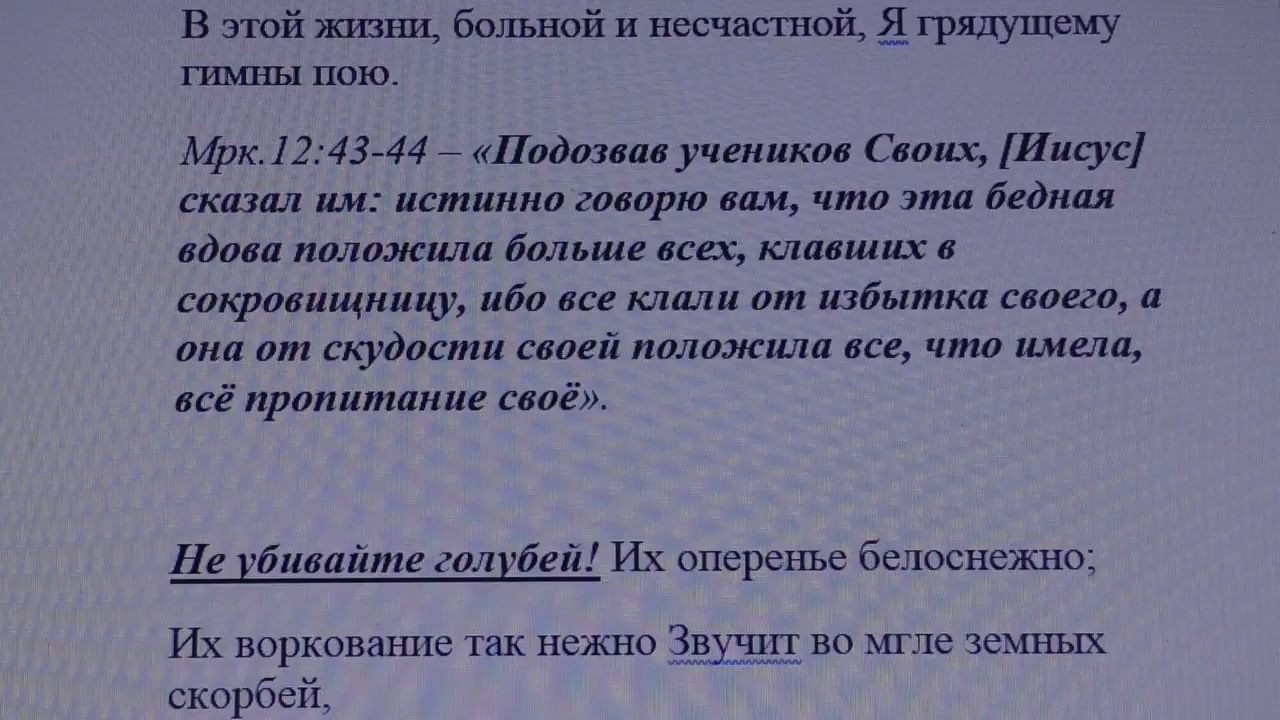 В этой жизни, больной и несчастной, Я грядущему
гимны пою.
Мрк.12:43-44 – «Подозвав учеников Своих, [Иисус]
сказал им: истинно говорю вам, что эта бедная
вдова положила больше всех, клавших в
сокровищницу, ибо все клали от избытка своего, а
она от скудости своей положила все, что имела,
всё пропитание своё».
Не убивайте голубей! Их оперенье белоснежно;
Их воркование так нежно Звучит во мгле земных
скорбей,